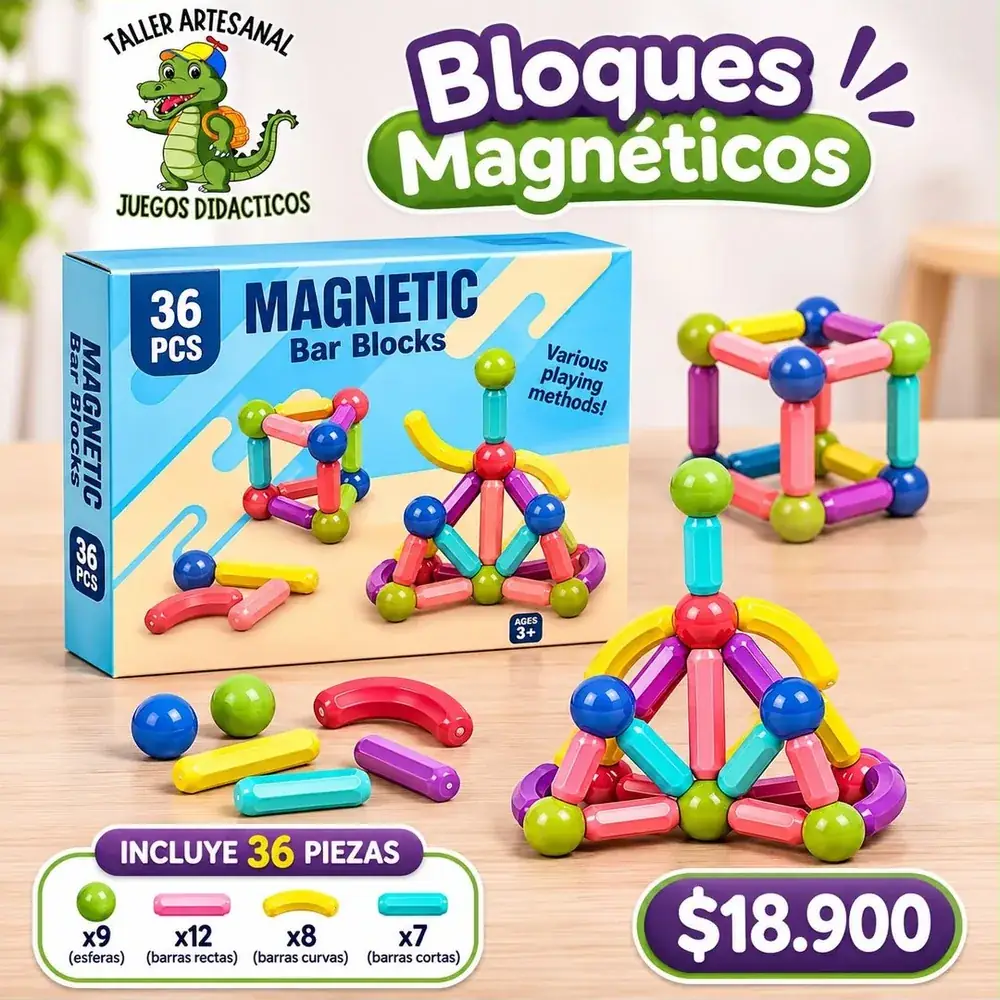 TALLER ARTESANAL
JUEGOS DIDACTICOS
Bloques
Magnéticos
36
PCS
MAGNETIC
Bar Blocks
Various
playing
methods!
MAGNETIC
Bar Blocks
36
PCS
AGES
3+
INCLUYE 36 PIEZAS
x9
(esferas)
x12
(barras rectas)
x8
(barras curvas)
x7
(barras cortas)
$18.900